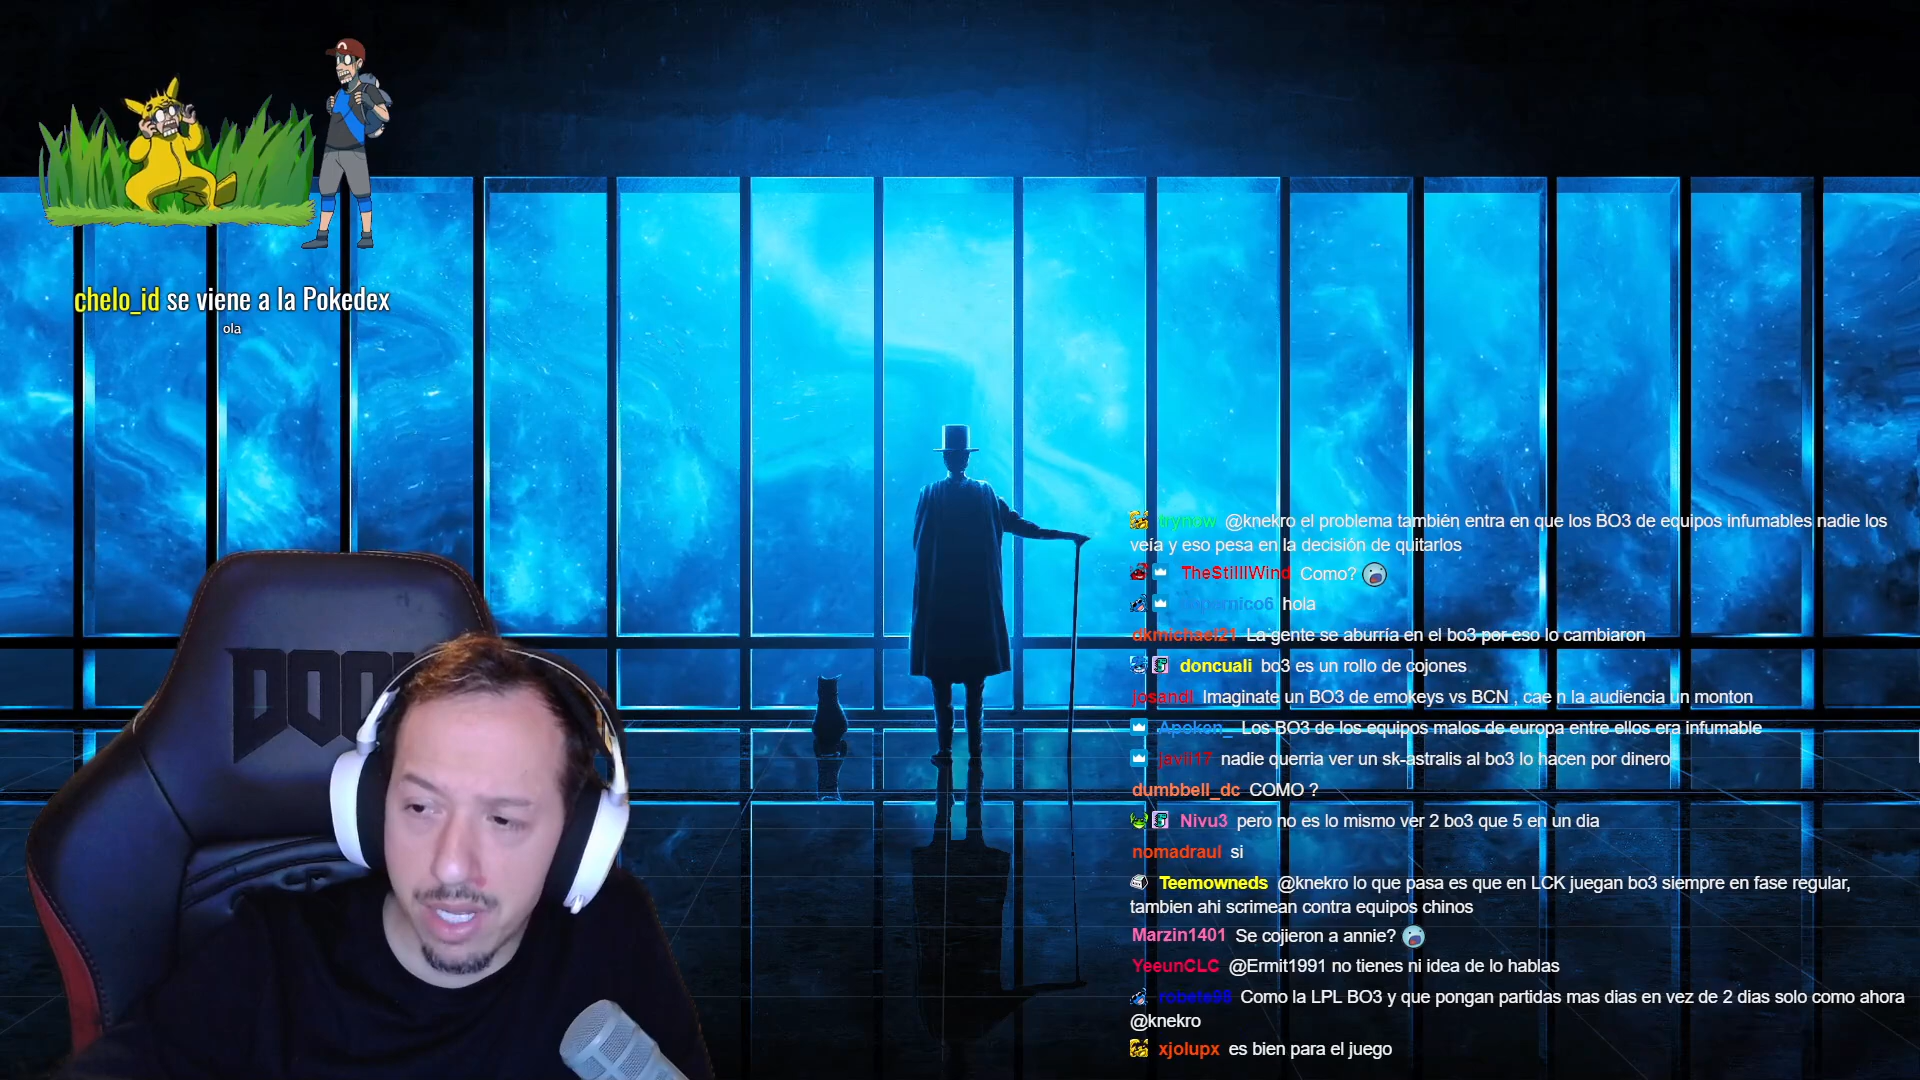 chelo_id se viene a la Pokedex
ola
DOOM
trynow @knekro el problema también entra en que los BO3 de equipos infumables nadie los
veía y eso pesa en la decisión de quitarlos
TheStilllWind Como?
hola
dkmichael21 La gente se aburría en el bo3 por eso lo cambiaron
doncuali bo3 es un rollo de cojones
josandl Imaginate un BO3 de emokeys vs BCN , cae n la audiencia un monton
Apoken_ Los BO3 de los equipos malos de europa entre ellos era infumable
javil17 nadie querria ver un sk-astralis al bo3 lo hacen por dinero
dumbbell_dc COMO ?
Nivu3 pero no es lo mismo ver 2 bo3 que 5 en un dia
nomadraul si
Teemowneds @knekro lo que pasa es que en LCK juegan bo3 siempre en fase regular,
tambien ahi scrimean contra equipos chinos
Marzin1401 Se cojieron a annie?
YeeunCLC @Ermit1991 no tienes ni idea de lo hablas
robete98 Como la LPL BO3 y que pongan partidas mas dias en vez de 2 dias solo como ahora
@knekro
xjolupx es bien para el juego